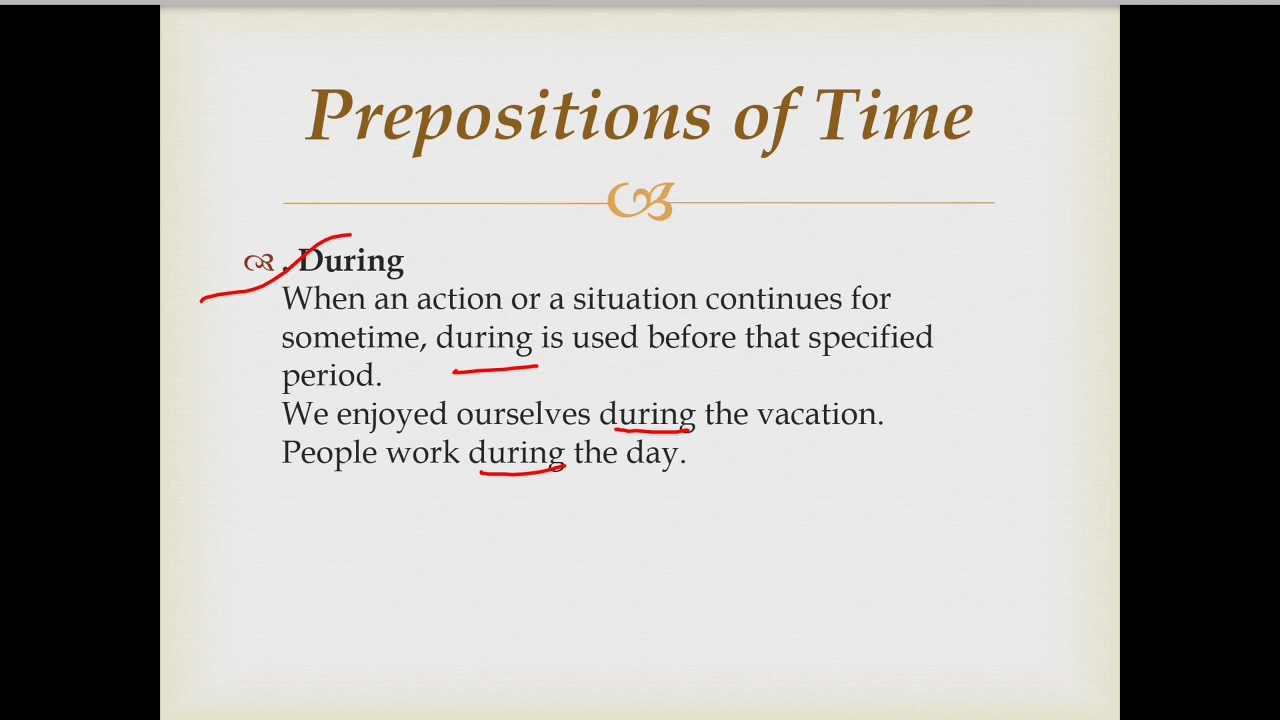 Prepositions of Time
. During
When an action or a situation continues for
sometime, during is used before that specified
period.
We enjoyed ourselves during the vacation.
People work during the day.